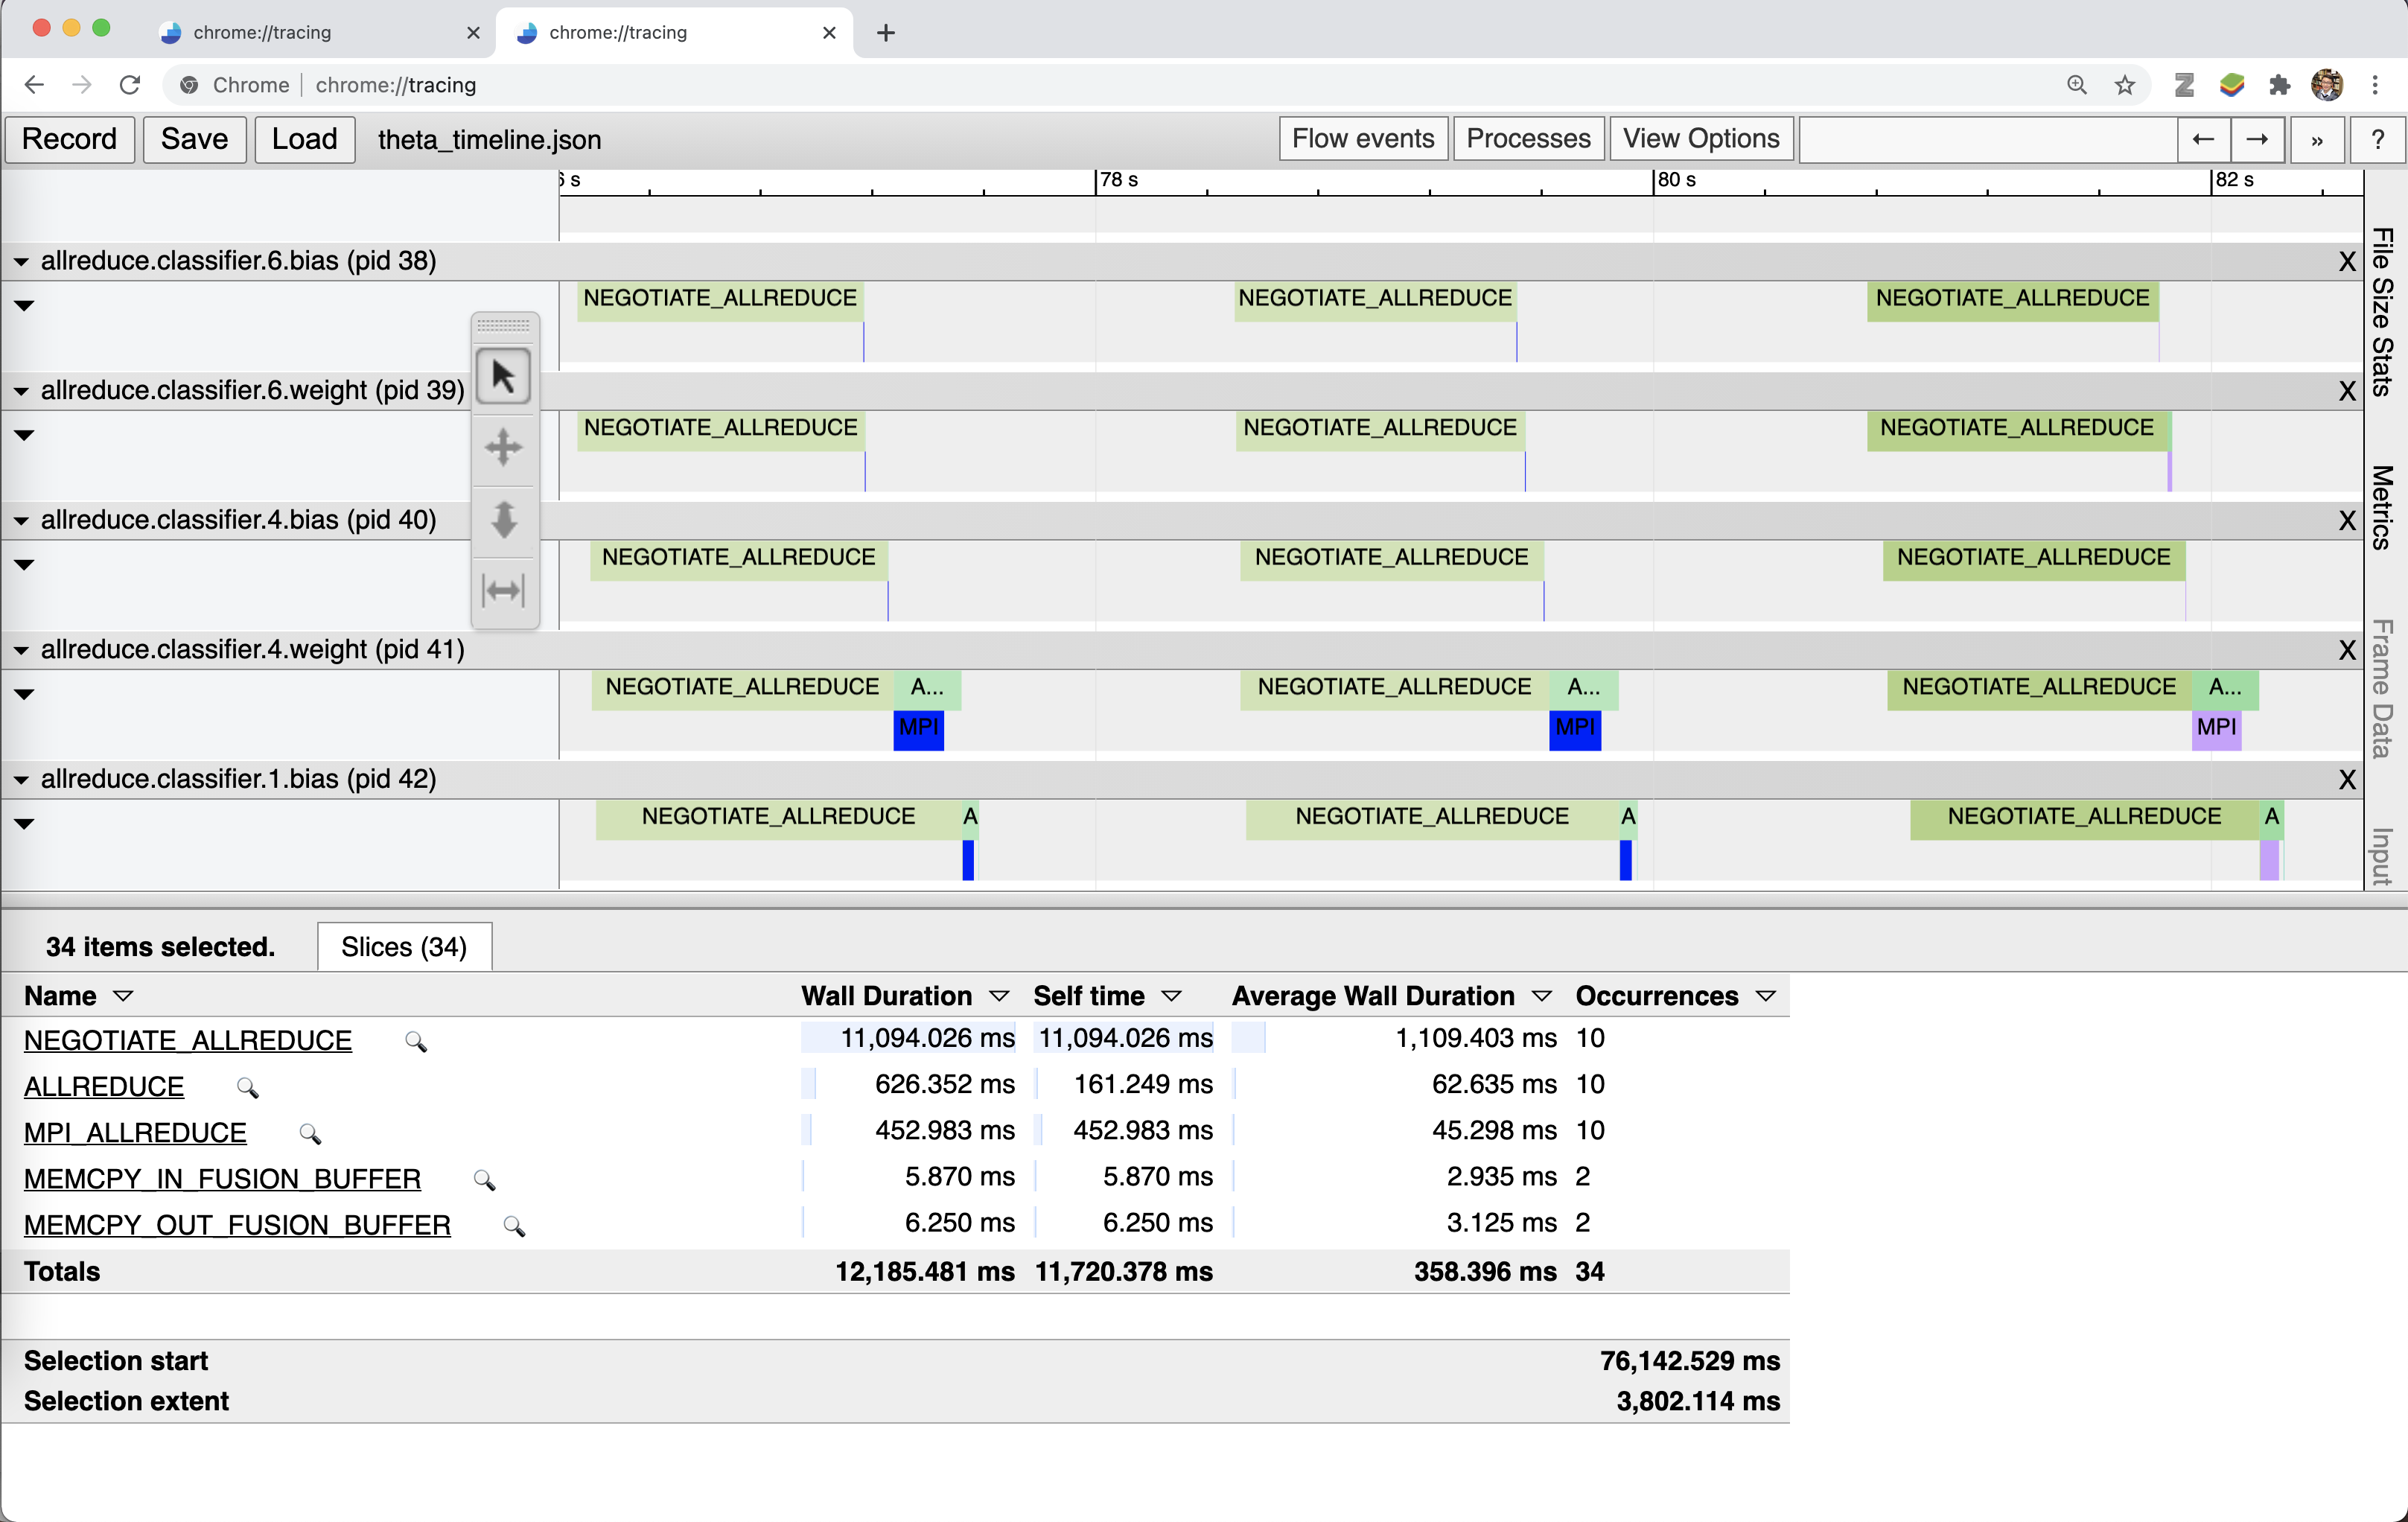 chrome://tracing
chrome://tracing
Chrome chrome://tracing
Record Save Load theta_timeline.json Flow events Processes View Options ← → » ?
6 s 78 s 80 s 82 s
allreduce.classifier.6.bias (pid 38) X
NEGOTIATE_ALLREDUCE NEGOTIATE_ALLREDUCE NEGOTIATE_ALLREDUCE
allreduce.classifier.6.weight (pid 39) X
NEGOTIATE_ALLREDUCE NEGOTIATE_ALLREDUCE NEGOTIATE_ALLREDUCE
allreduce.classifier.4.bias (pid 40) X
NEGOTIATE_ALLREDUCE NEGOTIATE_ALLREDUCE NEGOTIATE_ALLREDUCE
allreduce.classifier.4.weight (pid 41) X
NEGOTIATE_ALLREDUCE A... NEGOTIATE_ALLREDUCE A... NEGOTIATE_ALLREDUCE A...
MPI MPI MPI
allreduce.classifier.1.bias (pid 42) X
NEGOTIATE_ALLREDUCE A NEGOTIATE_ALLREDUCE A NEGOTIATE_ALLREDUCE A
File Size Stats
Metrics
Frame Data
Input
34 items selected. Slices (34)
Name Wall Duration Self time Average Wall Duration Occurrences
NEGOTIATE_ALLREDUCE 11,094.026 ms 11,094.026 ms 1,109.403 ms 10
ALLREDUCE 626.352 ms 161.249 ms 62.635 ms 10
MPI_ALLREDUCE 452.983 ms 452.983 ms 45.298 ms 10
MEMCPY_IN_FUSION_BUFFER 5.870 ms 5.870 ms 2.935 ms 2
MEMCPY_OUT_FUSION_BUFFER 6.250 ms 6.250 ms 3.125 ms 2
Totals 12,185.481 ms 11,720.378 ms 358.396 ms 34
Selection start 76,142.529 ms
Selection extent 3,802.114 ms